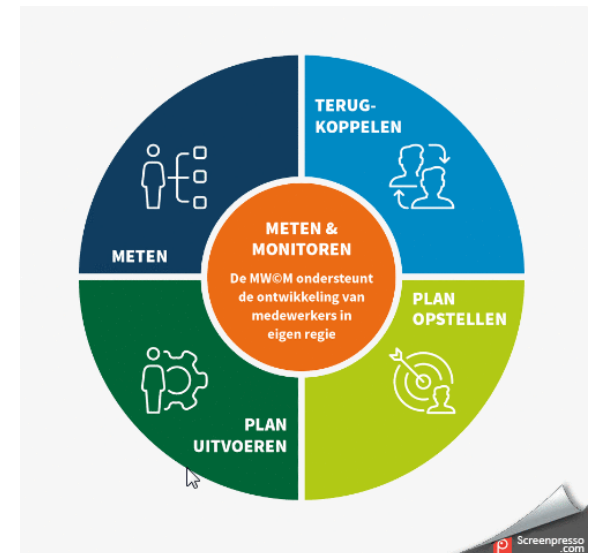 TERUG-
KOPPELEN
METEN
METEN &
MONITOREN
De MW©M ondersteunt
de ontwikkeling van
medewerkers in
eigen regie
PLAN
OPSTELLEN
PLAN
UITVOEREN
Screenpresso
.com